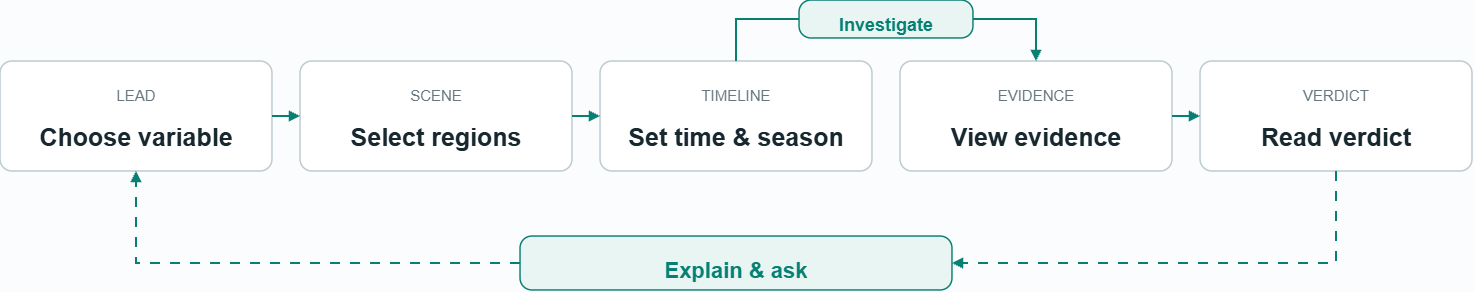 Investigate
LEAD
Choose variable
SCENE
Select regions
TIMELINE
Set time & season
EVIDENCE
View evidence
VERDICT
Read verdict
Explain & ask